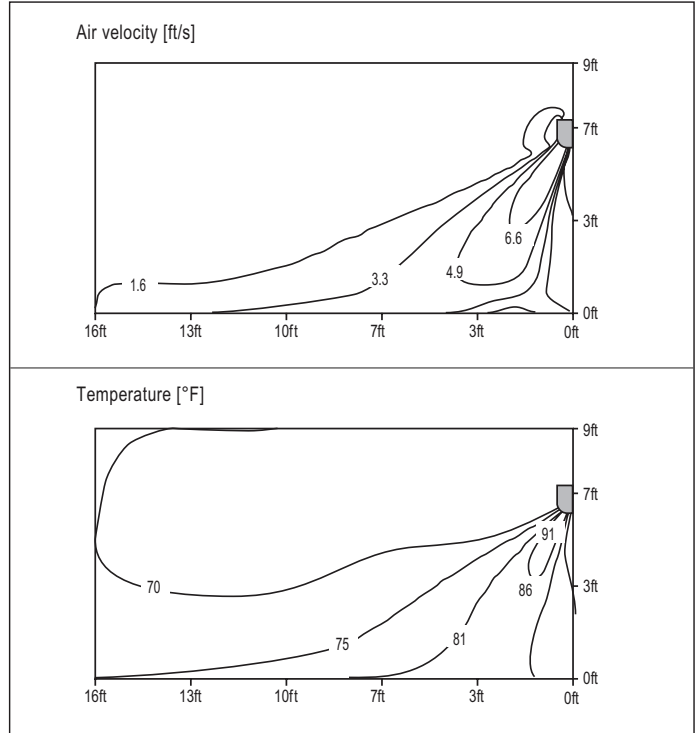 Air velocity [ft/s]
9ft
7ft
3ft
6.6
4.9
3.3
1.6
0ft
16ft 13ft 10ft 7ft 3ft 0ft
Temperature [°F]
9ft
7ft
91
86
3ft
70
81
75
0ft
16ft 13ft 10ft 7ft 3ft 0ft